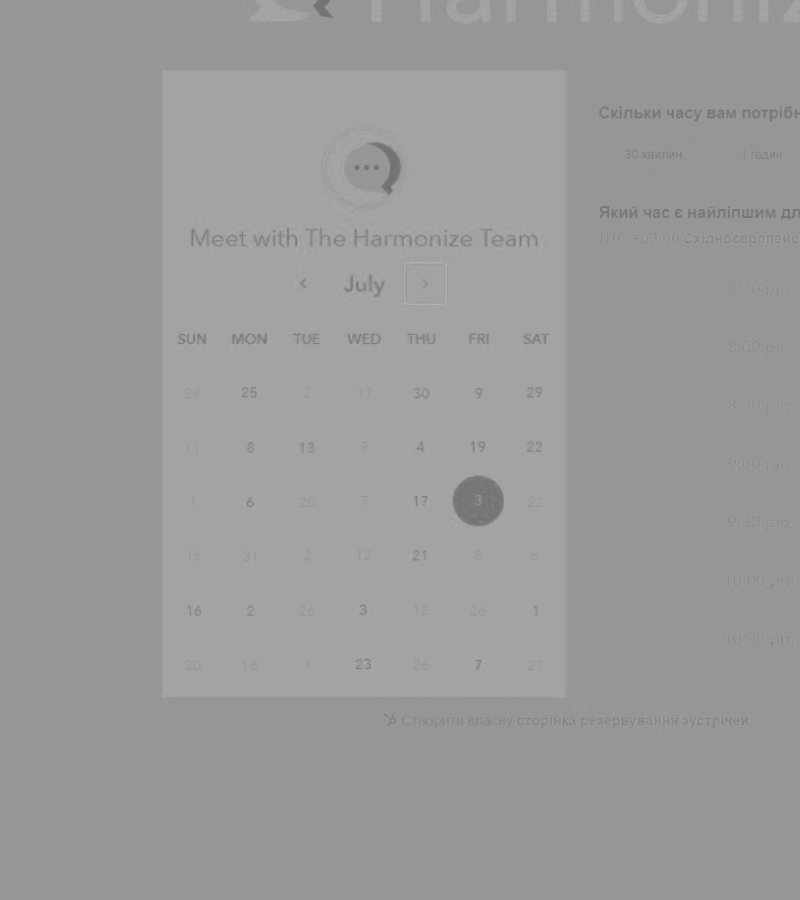 Harmoniz
Meet with The Harmonize Team
July
SUN MON TUE WED THU FRI SAT
28 25 2 17 30 9 29
11 8 13 9 4 19 22
1 6 20 7 17 3 22
16 31 2 12 21 8 6
16 2 26 3 12 26 1
20 18 1 23 26 7 21
Скільки часу вам потрібн
30 хвилин 1 годин
Який час є найліпшим дл
UTC +03:00 Східноєвропейс
7:30 pm
8:00 pm
8:30 pm
9:00 pm
9:30 pm
10:00 pm
10:30 pm
Створити власну сторінка резервування зустрічей